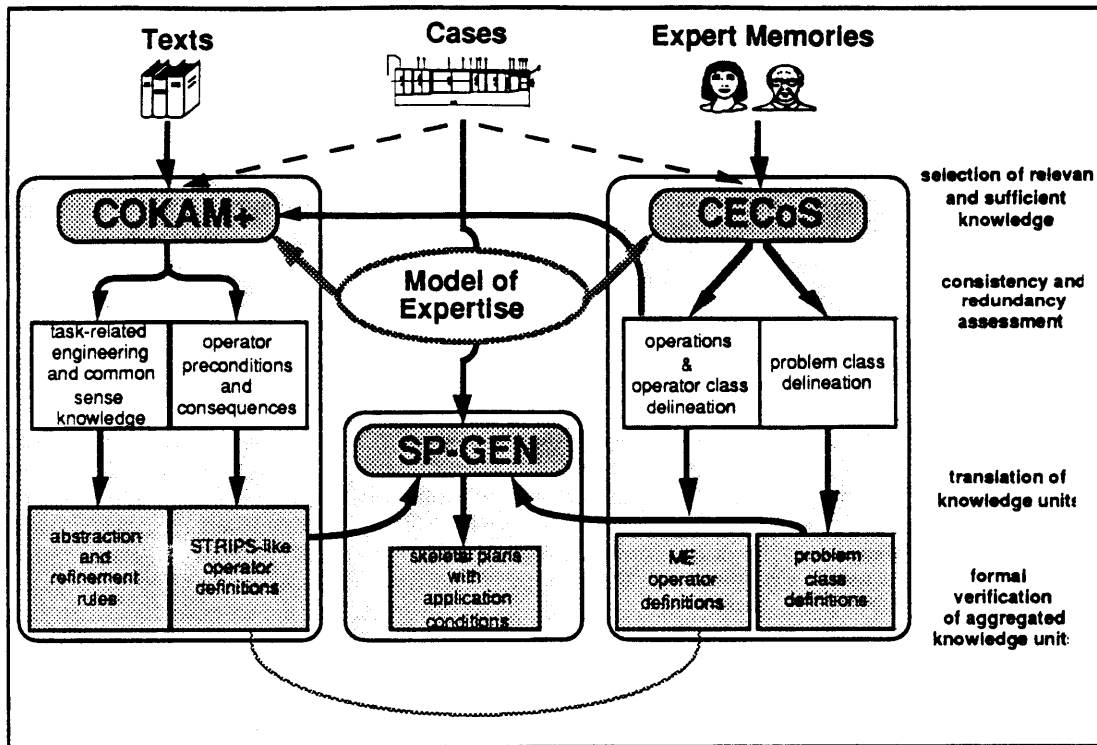 Texts
Cases
Expert Memories
COKAM+
CECoS
selection of relevan
and sufficient
knowledge
Model of
Expertise
consistency and
redundancy
assessment
task-related
engineering
and common
sense
knowledge
operator
preconditions
and
consequences
operations
&
operator class
delineation
problem class
delineation
SP-GEN
translation of
knowledge units
abstraction
and
refinement
rules
STRIPS-like
operator
definitions
skeletal plans
with
application
conditions
ME
operator
definitions
problem
class
definitions
formal
verification
of aggregated
knowledge units